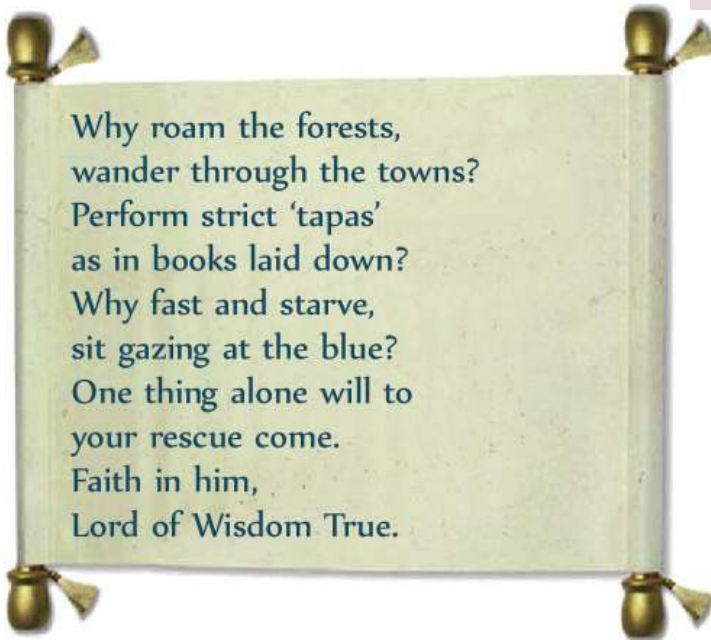 Why roam the forests,
wander through the towns?
Perform strict ‘tapas’
as in books laid down?
Why fast and starve,
sit gazing at the blue?
One thing alone will to
your rescue come.
Faith in him,
Lord of Wisdom True.